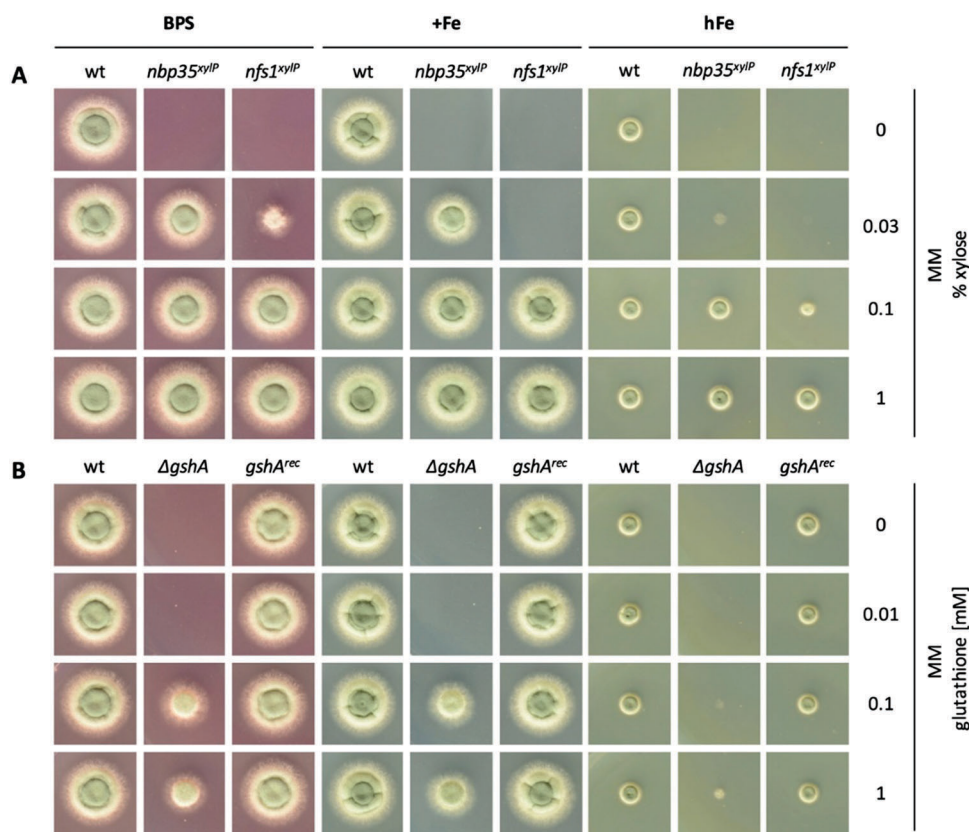 BPS +Fe hFe
A wt nbp35xylP nfs1xylP wt nbp35xylP nfs1xylP wt nbp35xylP nfs1xylP
0
0.03
0.1
1
MM
% xylose
B wt ΔgshA gshArec wt ΔgshA gshArec wt ΔgshA gshArec
0
0.01
0.1
1
MM
glutathione [mM]